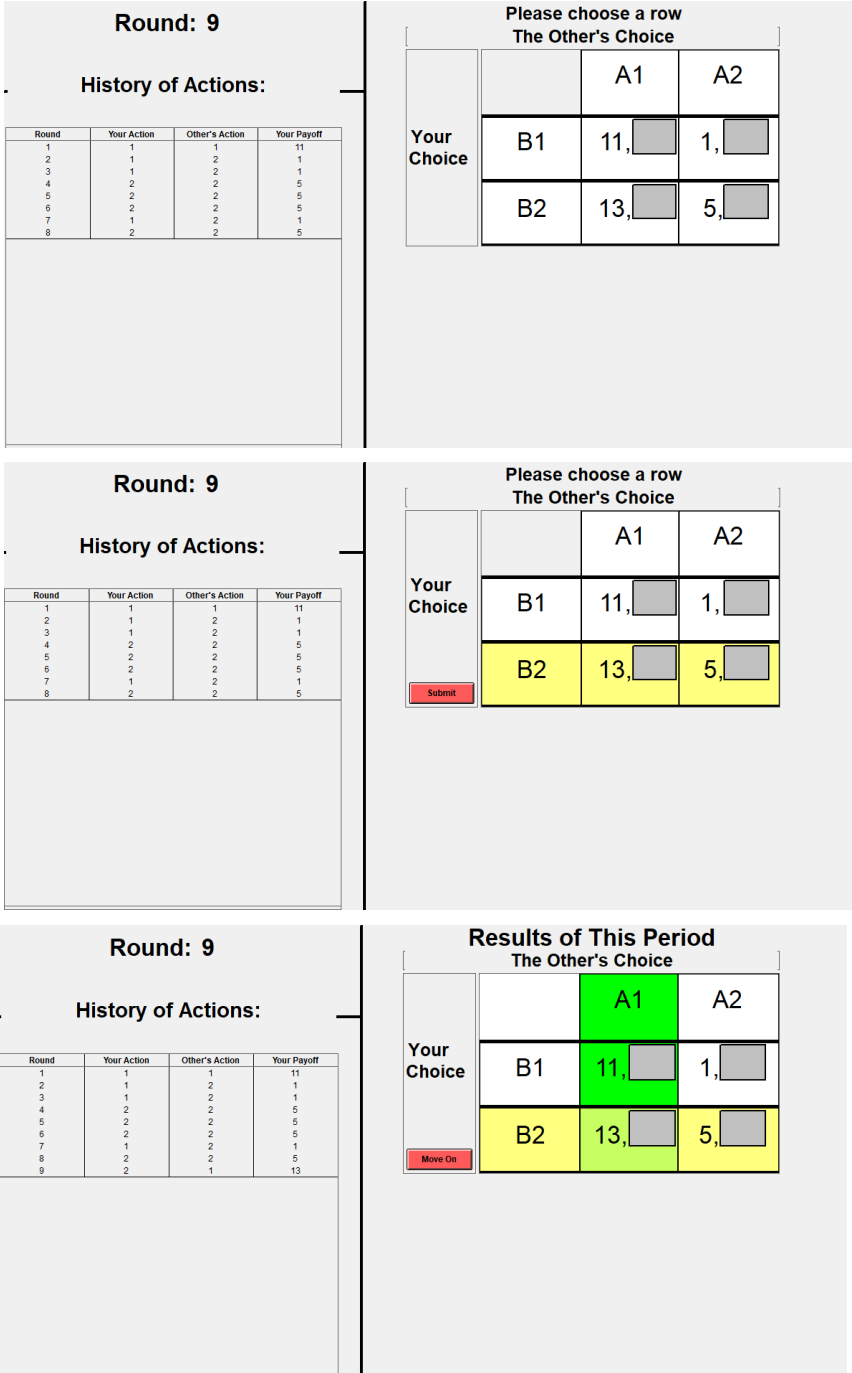 Round: 9
History of Actions:
Round Your Action Other's Action Your Payoff
1 1 1 11
2 1 2 1
3 1 2 1
4 2 2 5
5 2 2 5
6 2 2 5
7 1 2 1
8 2 2 5
Please choose a row
The Other's Choice
A1 A2
Your
Choice
B1 11, 1,
B2 13, 5,
Round: 9
History of Actions:
Round Your Action Other's Action Your Payoff
1 1 1 11
2 1 2 1
3 1 2 1
4 2 2 5
5 2 2 5
6 2 2 5
7 1 2 1
8 2 2 5
Please choose a row
The Other's Choice
A1 A2
Your
Choice
B1 11, 1,
B2 13, 5,
Submit
Round: 9
History of Actions:
Round Your Action Other's Action Your Payoff
1 1 1 11
2 1 2 1
3 1 2 1
4 2 2 5
5 2 2 5
6 2 2 5
7 1 2 1
8 2 2 5
9 2 1 13
Results of This Period
The Other's Choice
A1 A2
Your
Choice
B1 11, 1,
B2 13, 5,
Move On